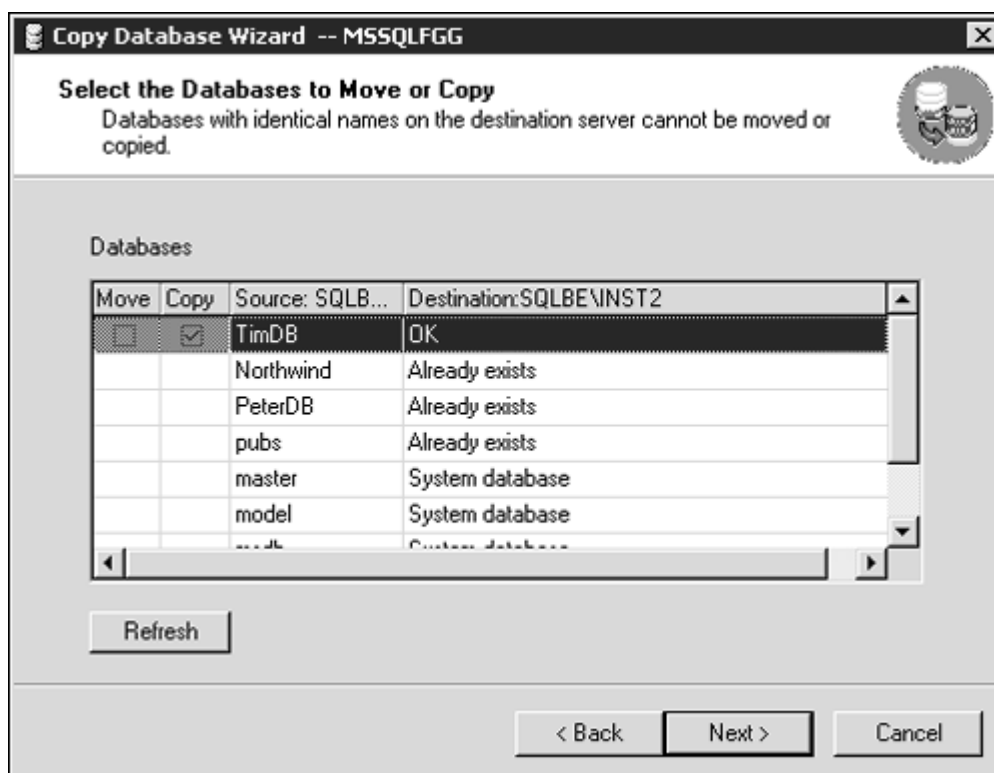 Copy Database Wizard -- MSSQLFGG
Select the Databases to Move or Copy
Databases with identical names on the destination server cannot be moved or
copied.
Databases
Move Copy Source: SQLB... Destination:SQLBE\INST2
TimDB OK
Northwind Already exists
PeterDB Already exists
pubs Already exists
master System database
model System database
System database
Refresh
< Back Next > Cancel